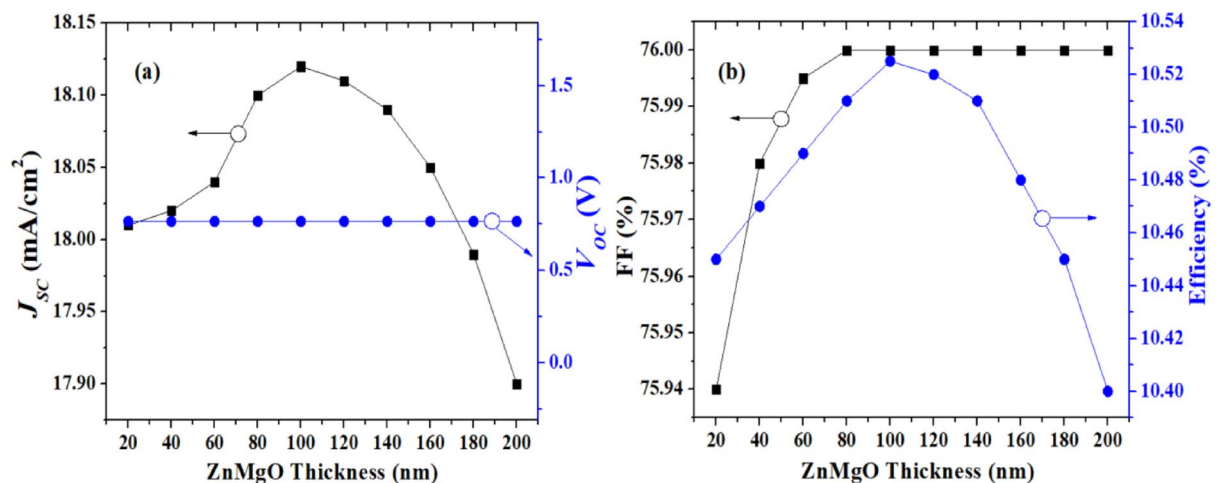 (a)
18.15
18.10
18.05
18.00
17.95
17.90
J_SC (mA/cm²)
1.5
1.0
0.5
0.0
V_OC (V)
20 40 60 80 100 120 140 160 180 200
ZnMgO Thickness (nm)
(b)
76.00
75.99
75.98
75.97
75.96
75.95
75.94
FF (%)
10.54
10.52
10.50
10.48
10.46
10.44
10.42
10.40
Efficiency (%)
20 40 60 80 100 120 140 160 180 200
ZnMgO Thickness (nm)